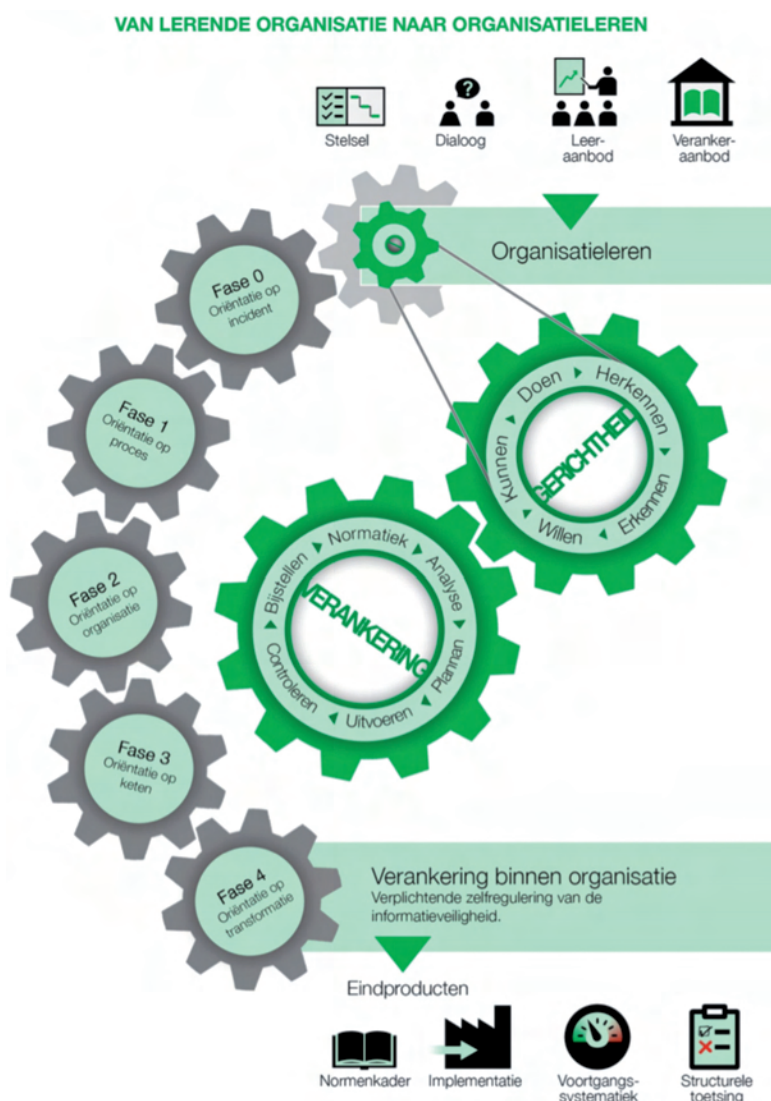 VAN LERENDE ORGANISATIE NAAR ORGANISATIELEREN
Stelsel
Dialoog
Leer-
aanbod
Veranker-
aanbod
Organisatieleren
Fase 0
Oriëntatie op
incident
Fase 1
Oriëntatie op
proces
Fase 2
Oriëntatie op
organisatie
Fase 3
Oriëntatie op
keten
Fase 4
Oriëntatie op
transformatie
Doen
Herkennen
Erkennen
Willen
Kunnen
GERICHTHEID
Normatiek
Analyse
Plannan
Uitvoeren
Controleren
Bijstellen
VERANKERING
Verankering binnen organisatie
Verplichtende zelfregulering van de
informatieveiligheid.
Eindproducten
Normenkader
Implementatie
Voortgangs-
systematiek
Structurele
toetsing